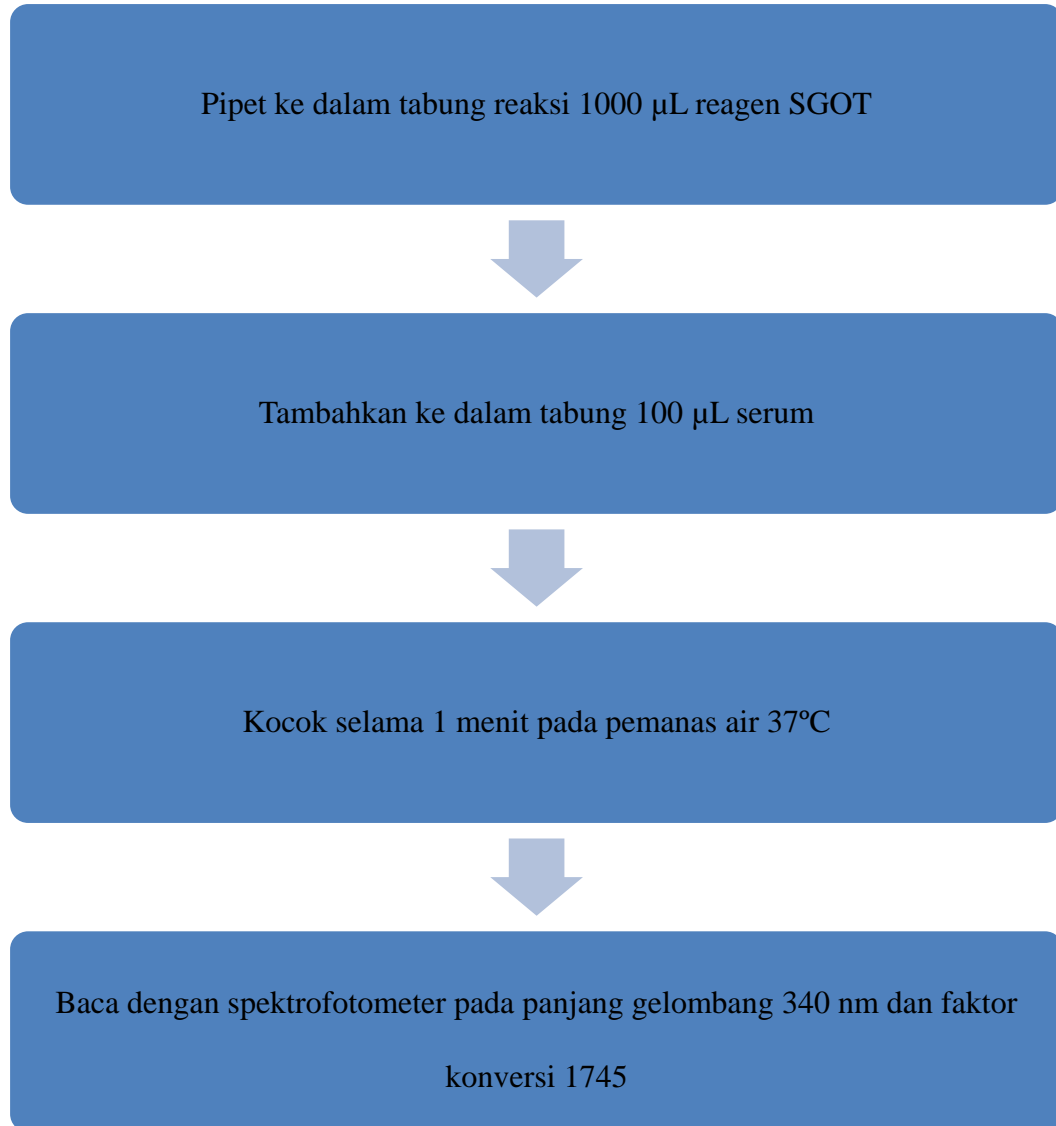 Pipet ke dalam tabung reaksi 1000 µL reagen SGOT
Tambahkan ke dalam tabung 100 µL serum
Kocok selama 1 menit pada pemanas air 37ºC
Baca dengan spektrofotometer pada panjang gelombang 340 nm dan faktor
konversi 1745